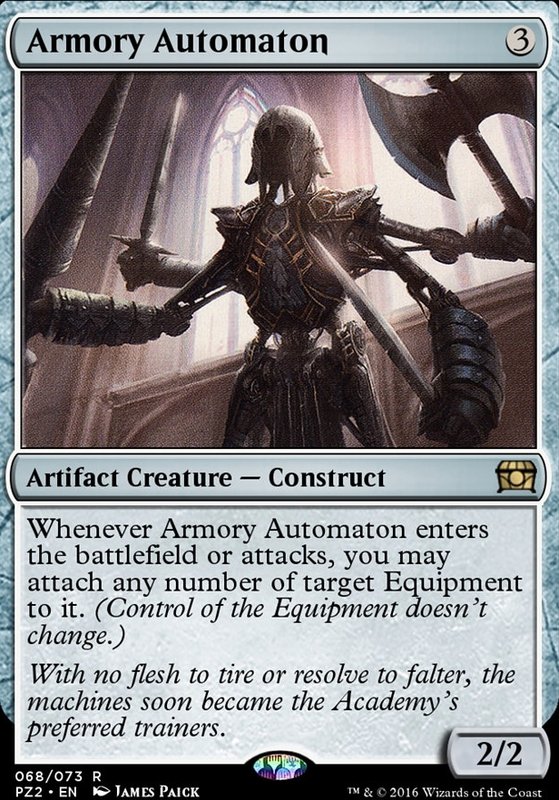 Armory Automaton 3
Artifact Creature — Construct
Whenever Armory Automaton enters
the battlefield or attacks, you may
attach any number of target Equipment
to it. (Control of the Equipment doesn't
change.)
With no flesh to tire or resolve to falter, the
machines soon became the Academy's
preferred trainers.
2/2
068/073 R
PZ2 • EN James Paick
™ & © 2016 Wizards of the Coast